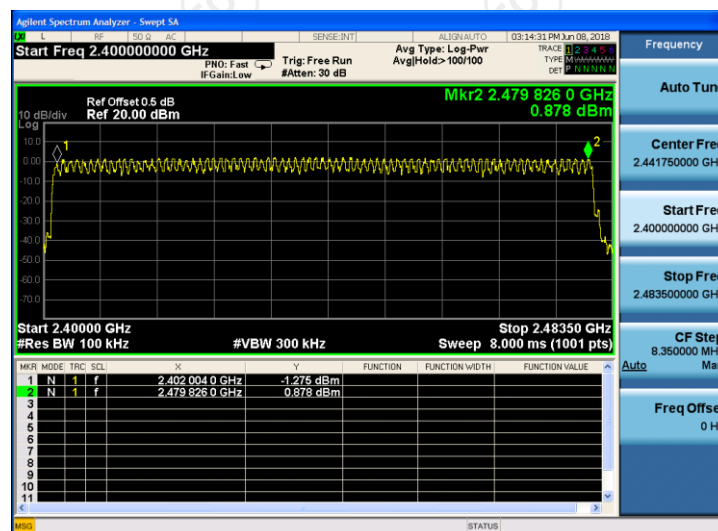 Agilent Spectrum Analyzer - Swept SA
LXI L RF 50 Ω AC SENSE:INT ALIGNAUTO 03:14:31 PM Jun 08, 2018
Start Freq 2.400000000 GHz
PNO: Fast
IFGain:Low
Trig: Free Run
#Atten: 30 dB
Avg Type: Log-Pwr
Avg|Hold:> 100/100
TRACE 1 2 3 4 5 6
TYPE M
DET P N N N N N
Ref Offset 0.5 dB
10 dB/div Ref 20.00 dBm
Log
Mkr2 2.479 826 0 GHz
0.878 dBm
10.0
0.00
-10.0
-20.0
-30.0
-40.0
-50.0
-60.0
-70.0
1
2
Start 2.40000 GHz Stop 2.48350 GHz
#Res BW 100 kHz #VBW 300 kHz Sweep 8.000 ms (1001 pts)
MKR MODE TRC SCL X Y FUNCTION FUNCTION WIDTH FUNCTION VALUE
1 N 1 f 2.402 004 0 GHz -1.275 dBm
2 N 1 f 2.479 826 0 GHz 0.878 dBm
3
4
5
6
7
8
9
10
11
MSG STATUS
Frequency
Auto Tun
Center Fre
2.441750000 GH
Start Fre
2.400000000 GH
Stop Fre
2.483500000 GH
CF Ste
8.350000 MH
Auto Ma
Freq Offse
0 H